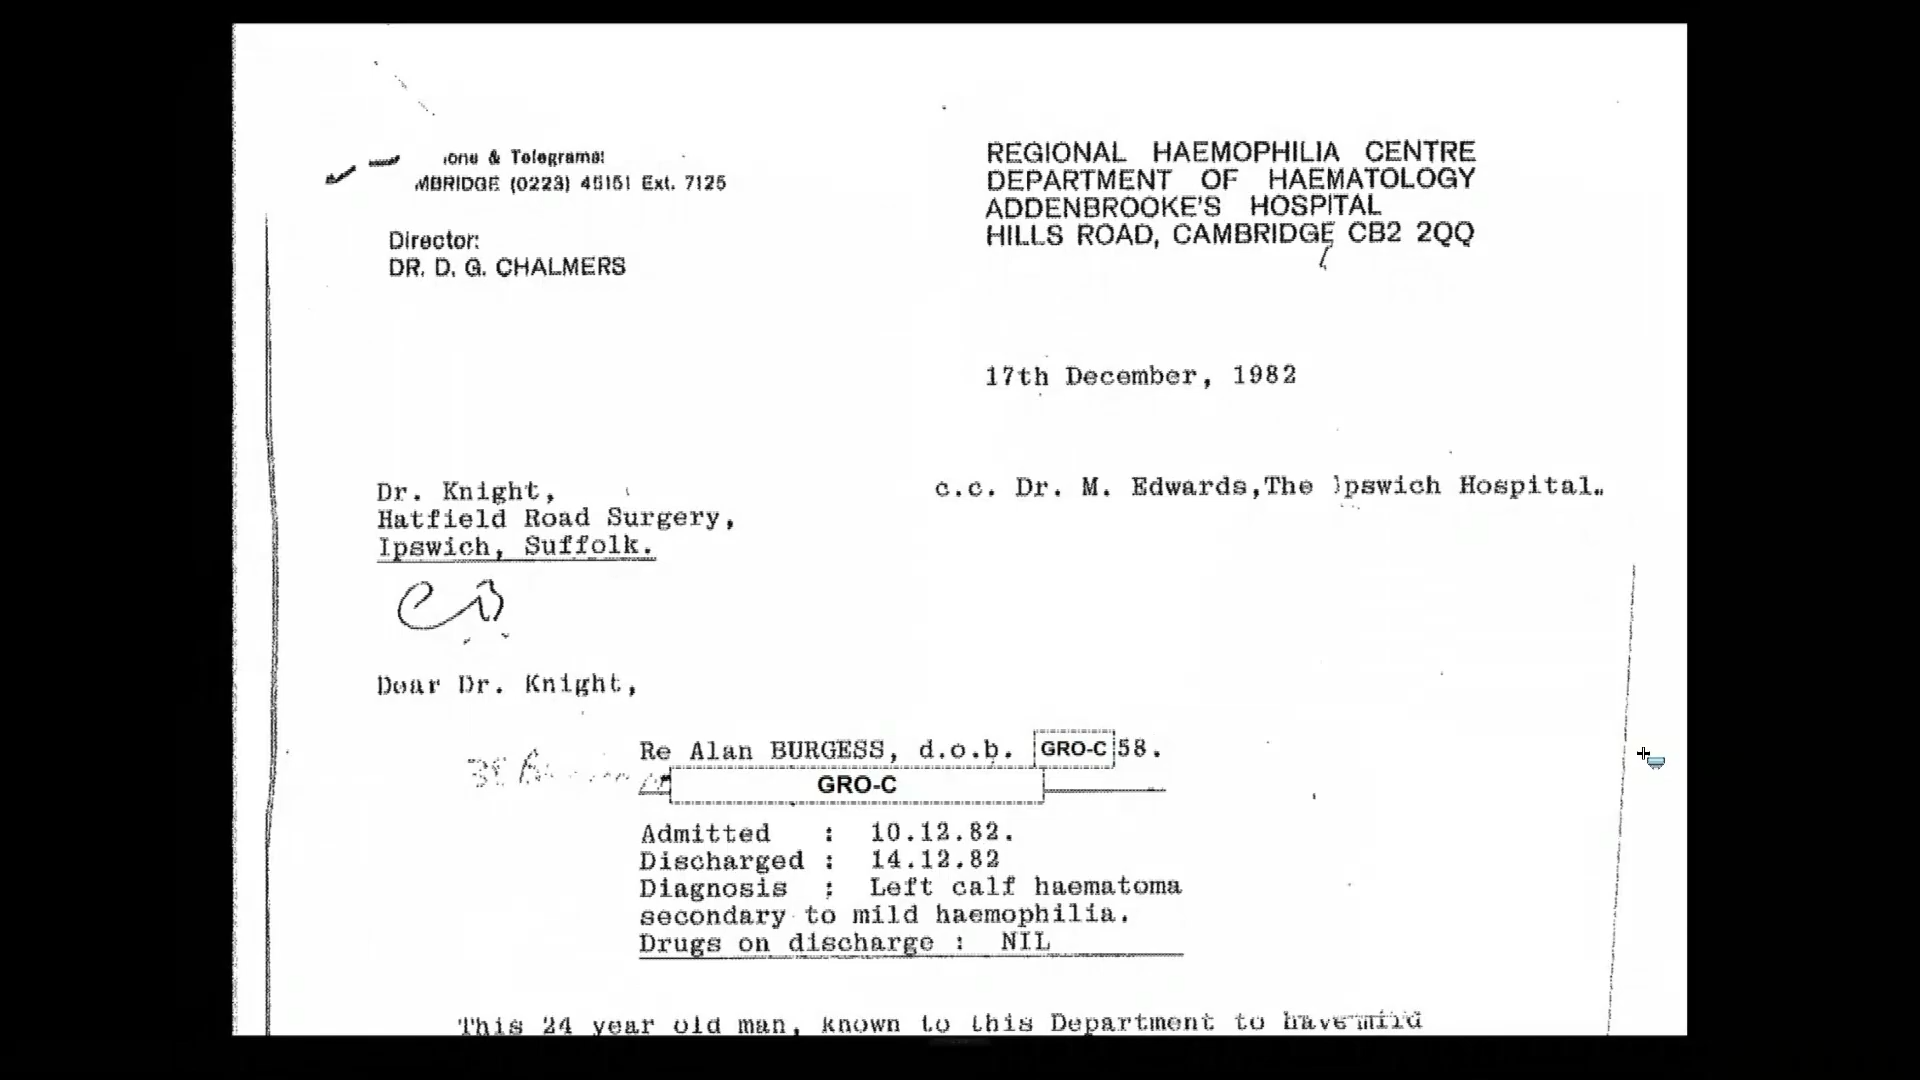 & Telegrams:
(0223) 45151 Ext. 7125
Director:
DR. D. G. CHALMERS
REGIONAL HAEMOPHILIA CENTRE
DEPARTMENT OF HAEMATOLOGY
ADDENBROOKE'S HOSPITAL
HILLS ROAD, CAMBRIDGE CB2 2QQ
17th December, 1982
Dr. Knight,
Hatfield Road Surgery,
Ipswich, Suffolk.
c.c. Dr. M. Edwards, The Ipswich Hospital.
Dear Dr. Knight,
Re Alan BURGESS, d.o.b. GRO-C 58.
GRO-C
Admitted : 10.12.82.
Discharged : 14.12.82
Diagnosis : Left calf haematoma
secondary to mild haemophilia.
Drugs on discharge : NIL
This 24 year old man, known to this Department to have mild